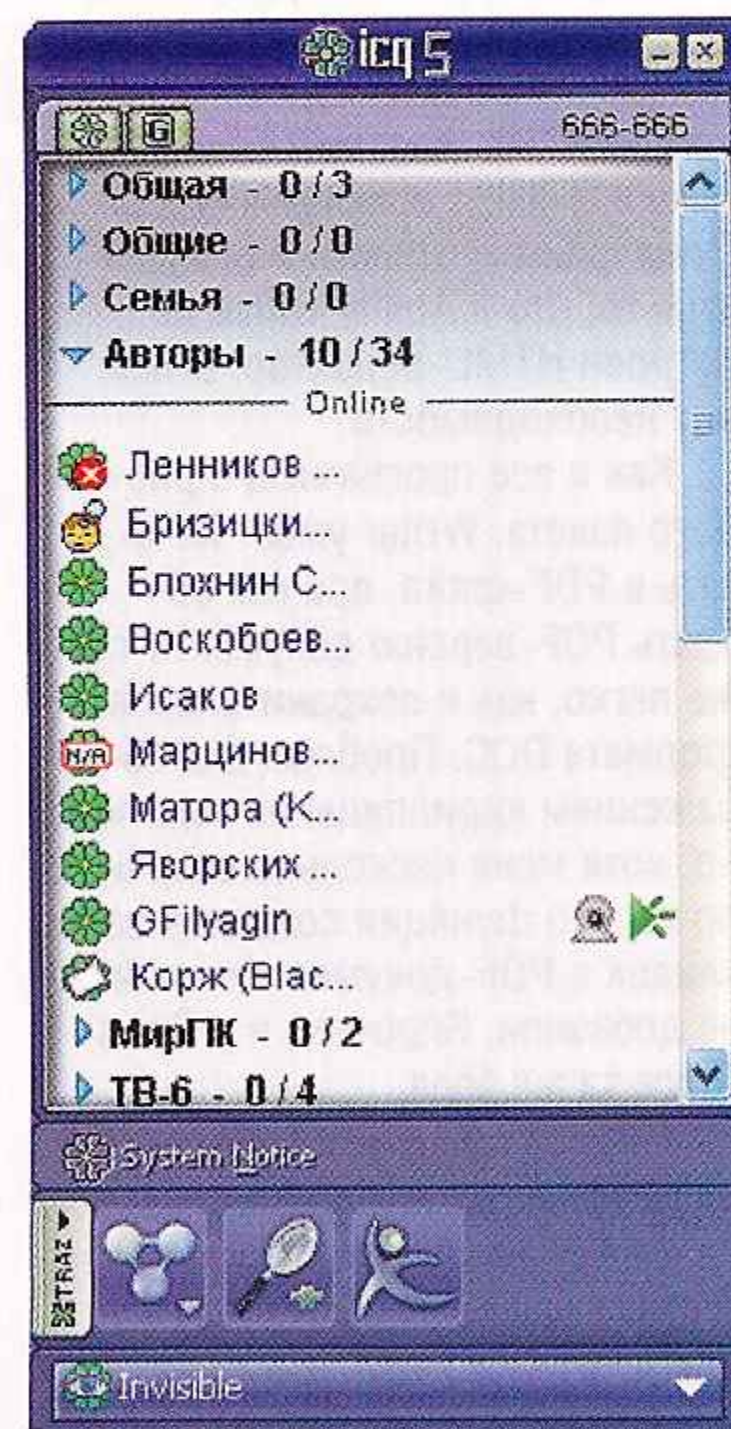 icq 5
G 666-666
Общая - 0/3
Общие - 0/0
Семья - 0/0
Авторы - 10/34
Online
Ленников...
Бризицки...
Блохнин С...
Воскобоев...
Исаков
N/A Марцинов...
Матора (К...
Яворских...
GFilyagin
Корж (Blac...
МирПК - 0/2
ТВ-6 - 0/4
System Notice
XTRAZ
Invisible